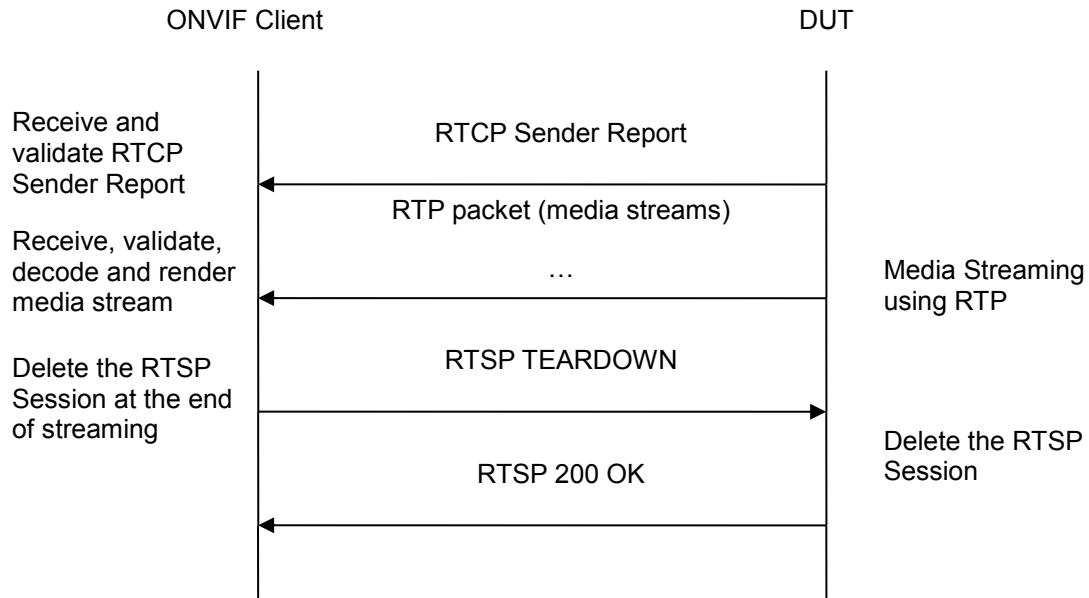 ONVIF Client
DUT
Receive and
validate RTCP
Sender Report
RTCP Sender Report
RTP packet (media streams)
Receive, validate,
decode and render
media stream
…
Media Streaming
using RTP
RTSP TEARDOWN
Delete the RTSP
Session at the end
of streaming
Delete the RTSP
Session
RTSP 200 OK